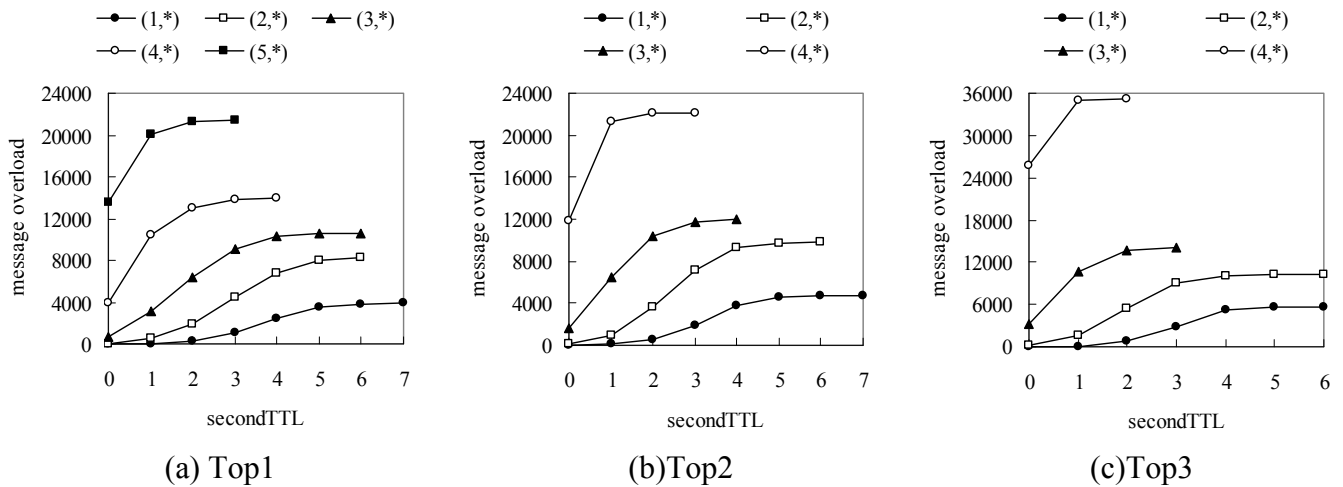 (1,*) (2,*) (3,*)
(4,*) (5,*)
24000
20000
16000
12000
8000
4000
0
message overload
0 1 2 3 4 5 6 7
secondTTL
(a) Top1
(1,*) (2,*)
(3,*) (4,*)
24000
20000
16000
12000
8000
4000
0
message overload
0 1 2 3 4 5 6 7
secondTTL
(b)Top2
(1,*) (2,*)
(3,*) (4,*)
36000
30000
24000
18000
12000
6000
0
message overload
0 1 2 3 4 5 6
secondTTL
(c)Top3